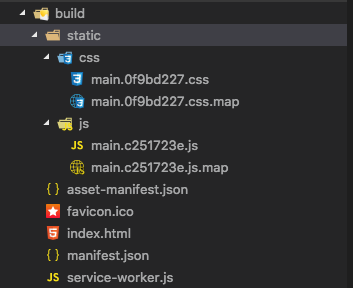 build
static
css
main.0f9bd227.css
main.0f9bd227.css.map
js
JS main.c251723e.js
main.c251723e.js.map
{ } asset-manifest.json
favicon.ico
index.html
{ } manifest.json
JS service-worker.js